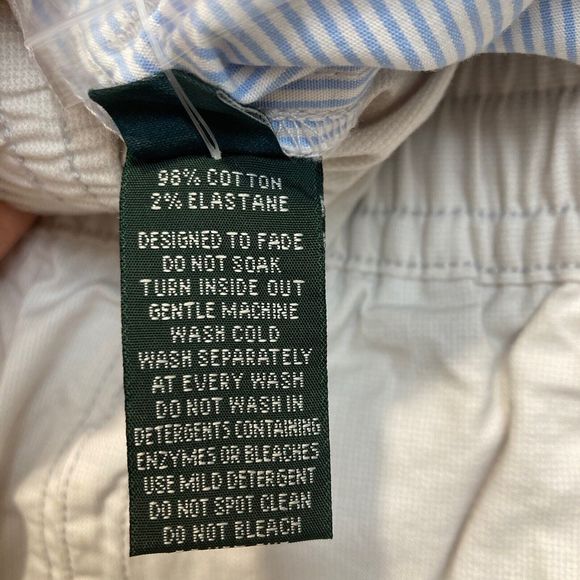 98% COTTON
2% ELASTANE
DESIGNED TO FADE
DO NOT SOAK
TURN INSIDE OUT
GENTLE MACHINE
WASH COLD
WASH SEPARATELY
AT EVERY WASH
DO NOT WASH IN
DETERGENTS CONTAINING
ENZYMES OR BLEACHES
USE MILD DETERGENT
DO NOT SPOT CLEAN
DO NOT BLEACH